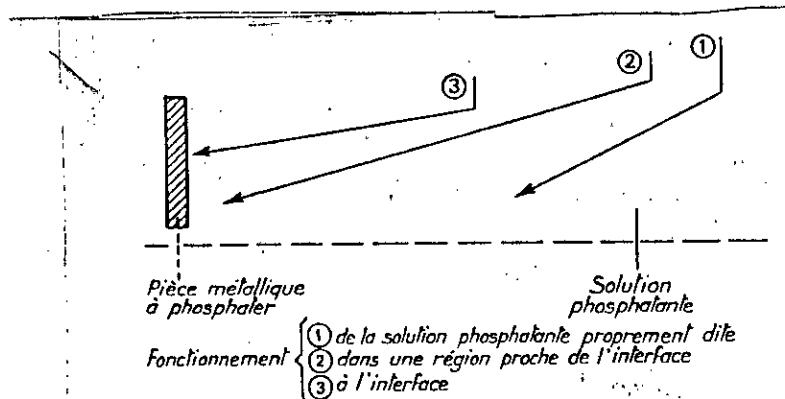 ①
②
③
Pièce métallique
à phosphater
Solution
phosphatante
Fonctionnement
① de la solution phosphatante proprement dite
② dans une région proche de l'interface
③ à l'interface